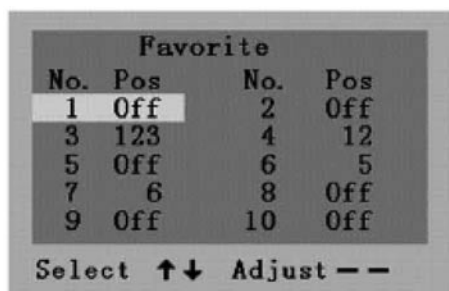 Favorite
No. Pos No. Pos
1 Off 2 Off
3 123 4 12
5 Off 6 5
7 6 8 Off
9 Off 10 Off
Select ↑↓ Adjust — —